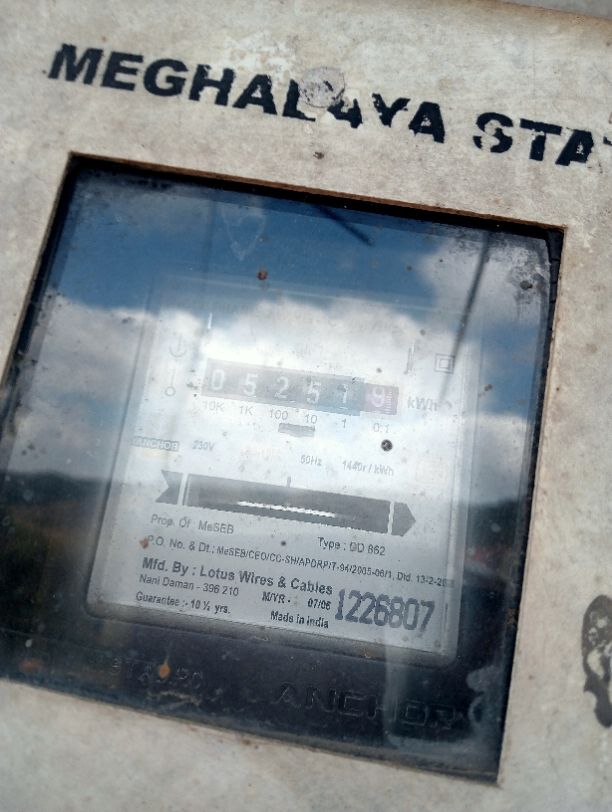 MEGHALAYA STAT
0 5 2 5 1 9 kWh
10K 1K 100 10 1 0.1
ANCHOR 230V 50Hz 1440r / kWh
Prop. Of : MeSEB Type : GD 862
P.O. No. & Dt.: MeSEB/CEO/CC-SH/APDRP/T-94/2005-06/1, Dtd. 13-2-20
Mfd. By : Lotus Wires & Cables
Nani Daman - 396 210 M/YR - 07/06 1226807
Guarantee :- 10 ½ yrs. Made in India
ANCHOR